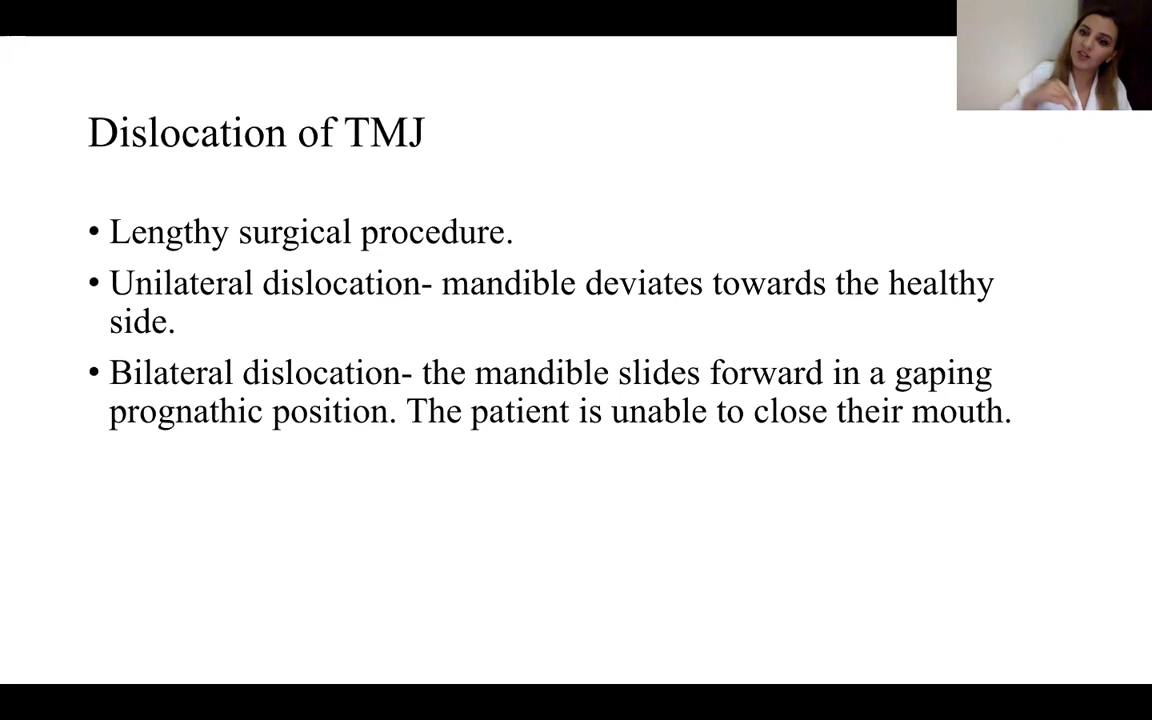 Dislocation of TMJ
• Lengthy surgical procedure.
• Unilateral dislocation- mandible deviates towards the healthy
side.
• Bilateral dislocation- the mandible slides forward in a gaping
prognathic position. The patient is unable to close their mouth.